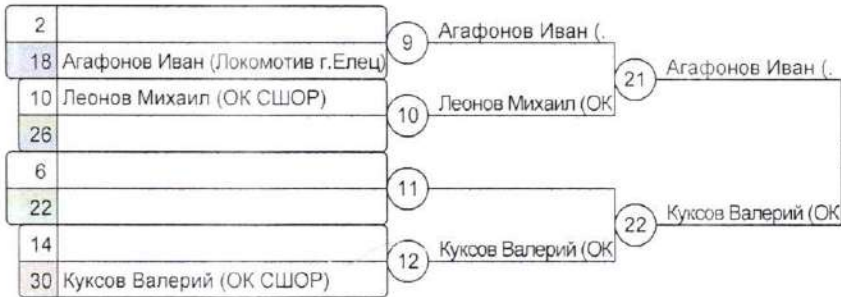 2
9 Агафонов Иван (.
18 Агафонов Иван (Локомотив г.Елец)
21 Агафонов Иван (.
10 Леонов Михаил (ОК СШОР)
10 Леонов Михаил (ОК
26
6
11
22
22 Куксов Валерий (ОК
14
12 Куксов Валерий (ОК
30 Куксов Валерий (ОК СШОР)